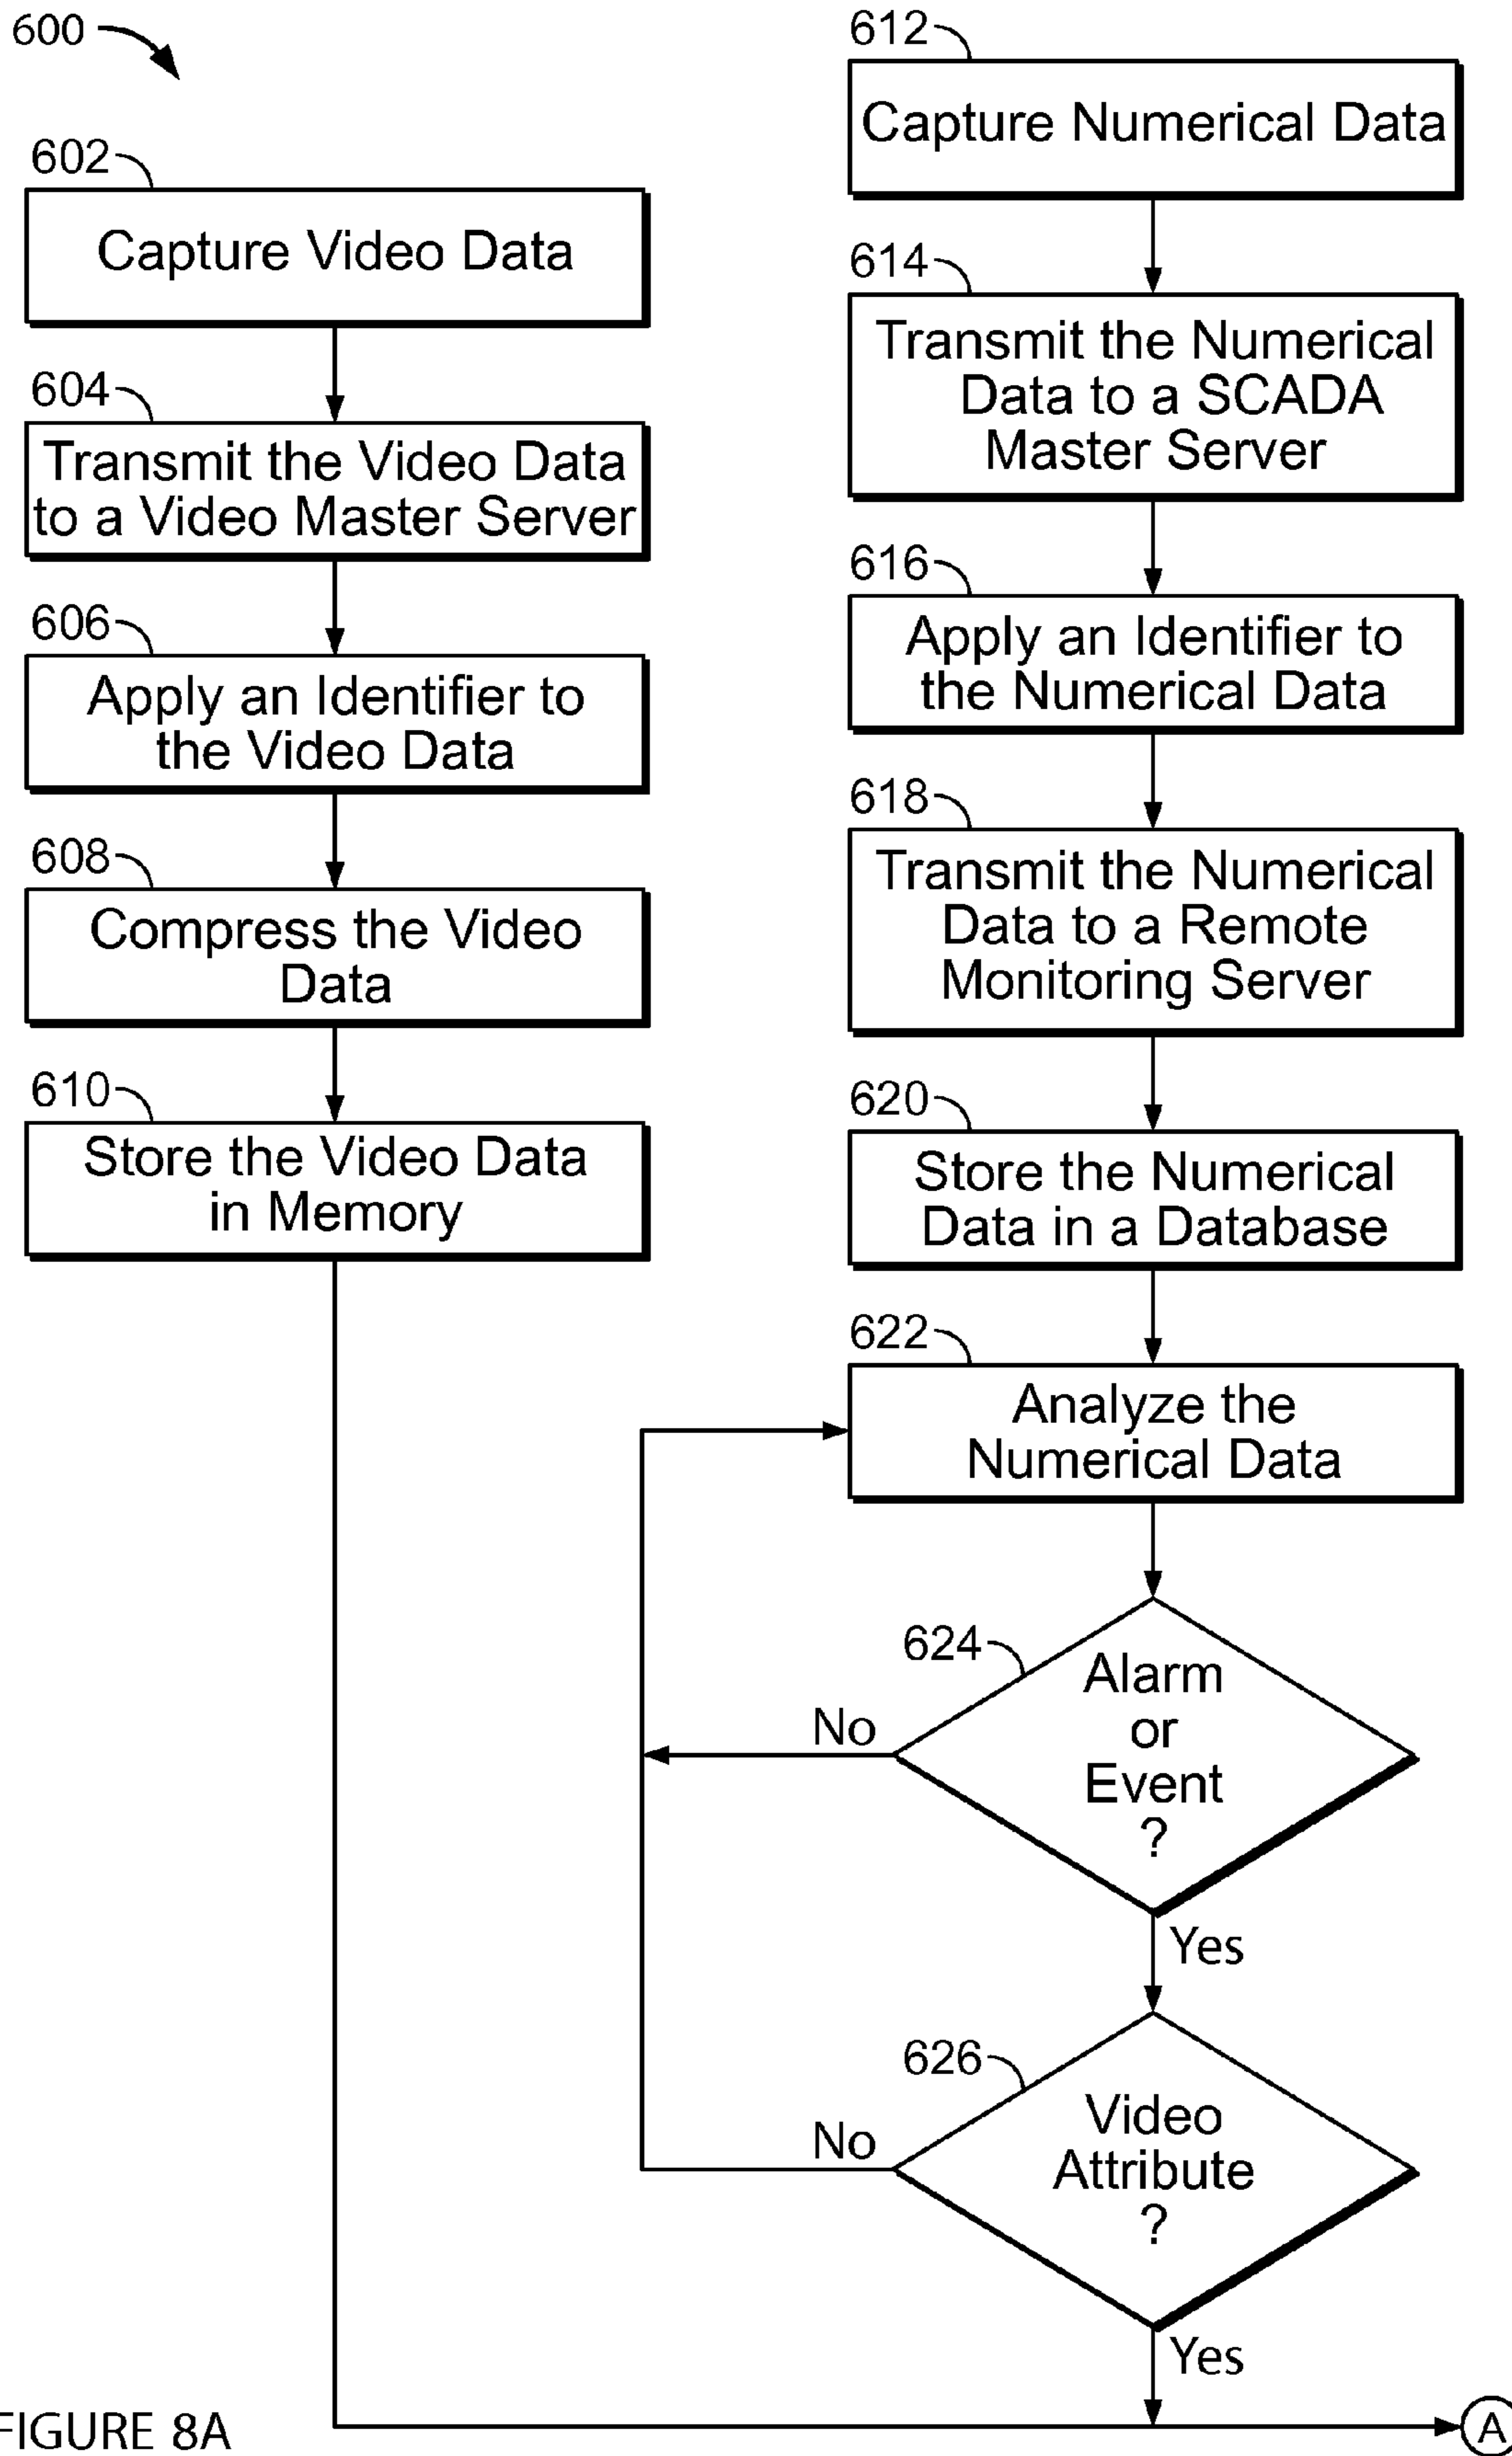 600
602
Capture Video Data
604
Transmit the Video Data
to a Video Master Server
606
Apply an Identifier to
the Video Data
608
Compress the Video
Data
610
Store the Video Data
in Memory
612
Capture Numerical Data
614
Transmit the Numerical
Data to a SCADA
Master Server
616
Apply an Identifier to
the Numerical Data
618
Transmit the Numerical
Data to a Remote
Monitoring Server
620
Store the Numerical
Data in a Database
622
Analyze the
Numerical Data
624
Alarm
or
Event
?
No
Yes
626
Video
Attribute
?
No
Yes
A
FIGURE 8A